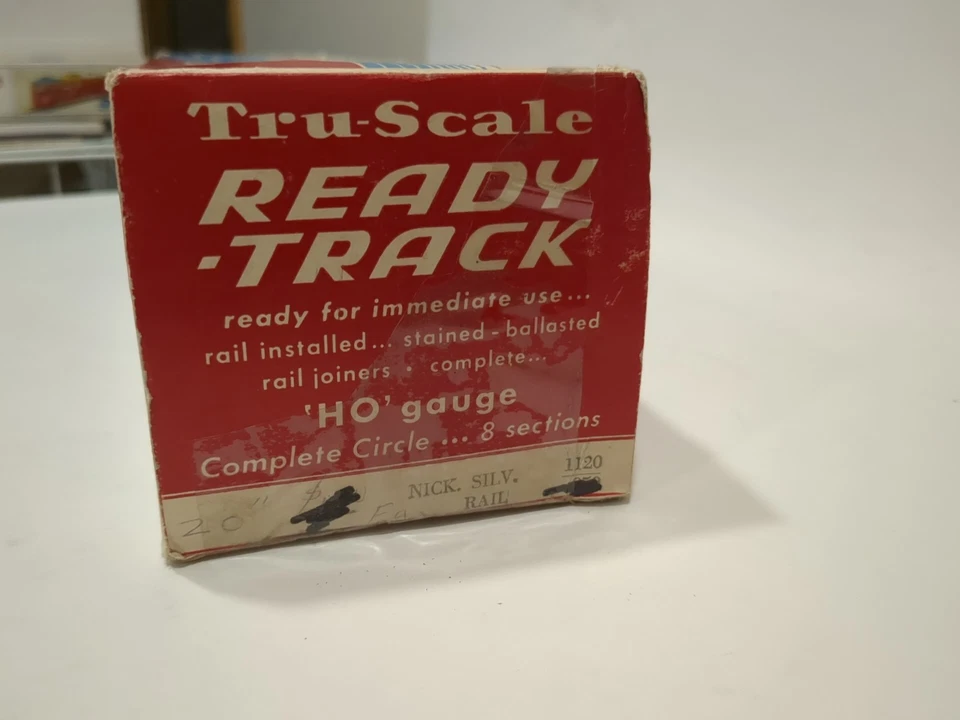 Tru-Scale
READY
-TRACK
ready for immediate use...
rail installed... stained - ballasted
rail joiners • complete...
'HO' gauge
Complete Circle ... 8 sections
NICK. SILV. 1120
RAIL
20"